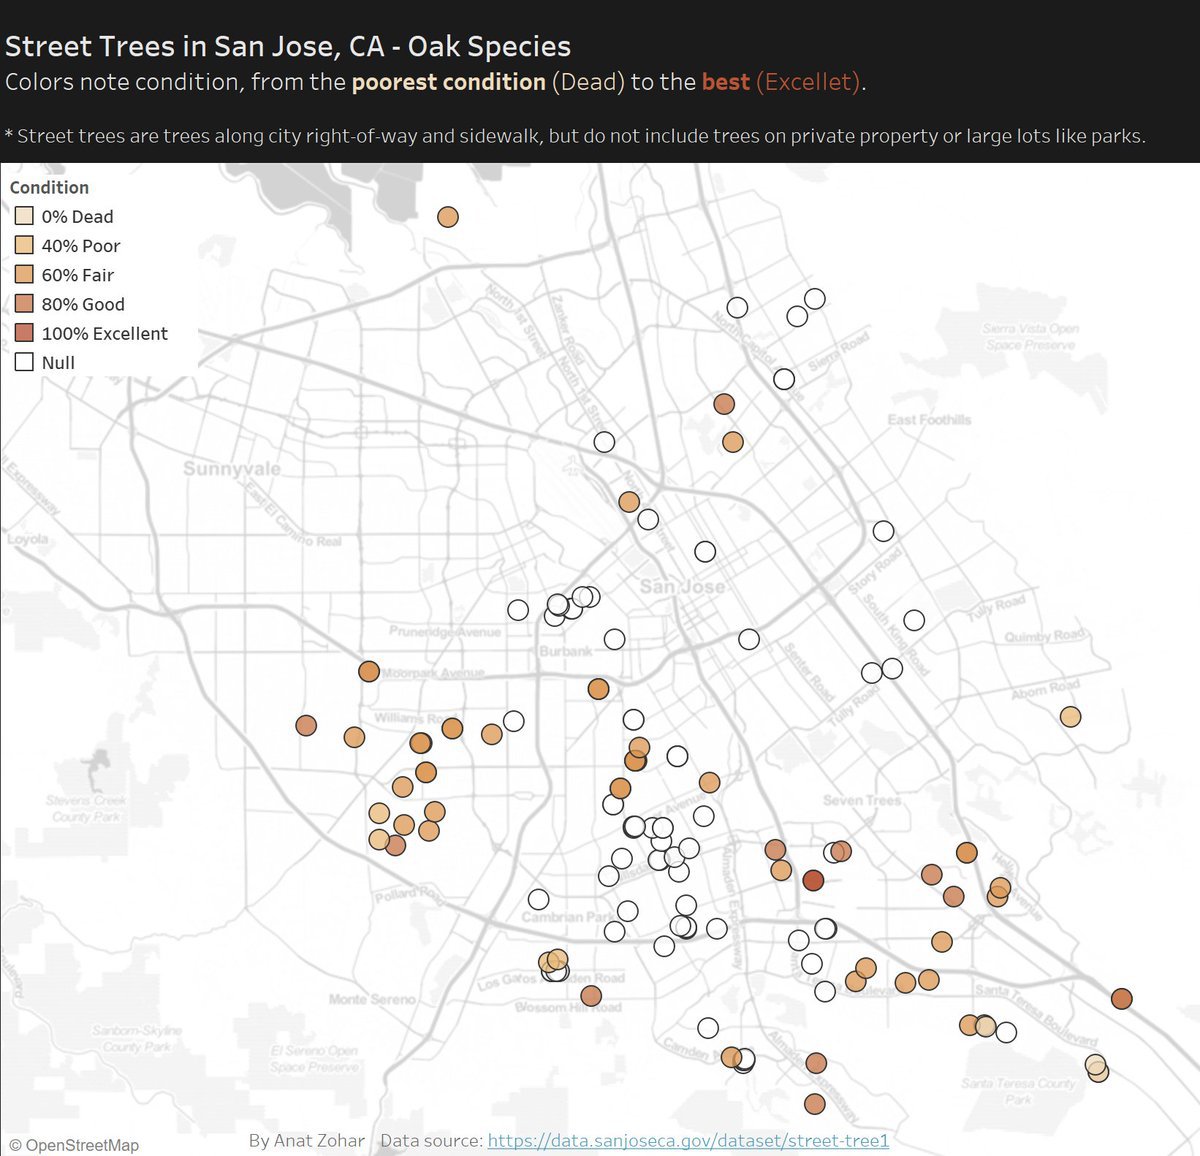 Street Trees in San Jose, CA - Oak Species
Colors note condition, from the poorest condition (Dead) to the best (Excellet).
* Street trees are trees along city right-of-way and sidewalk, but do not include trees on private property or large lots like parks.
Condition
0% Dead
40% Poor
60% Fair
80% Good
100% Excellent
Null
North 1st Street
Zanker Road
North 1st Street
North Capitol
Sierra Road
Sierra Vista Open
Space Preserve
East Foothills
Sunnyvale
East El Camino Real
Expressway
Loyola
San Jose
Story Road
South King Road
Tully Road
Quimby Road
Pruneridge Avenue
Burbank
Moorpark Avenue
Senter Road
Tully Road
Aborn Road
Williams Road
Stevens Creek
County Park
Avenue
Seven Trees
Pollard Road
Cambrian Park
Almaden Expressway
Avenue
Los Gatos
Road
Blossom Hill Road
Monte Sereno
Santa Teresa Boulevard
Sanborn-Skyline
County Park
El Sereno Open
Space Preserve
Camden
Almaden Expressway
Santa Teresa County
Park
© OpenStreetMap
By Anat Zohar Data source: https://data.sanjoseca.gov/dataset/street-tree1